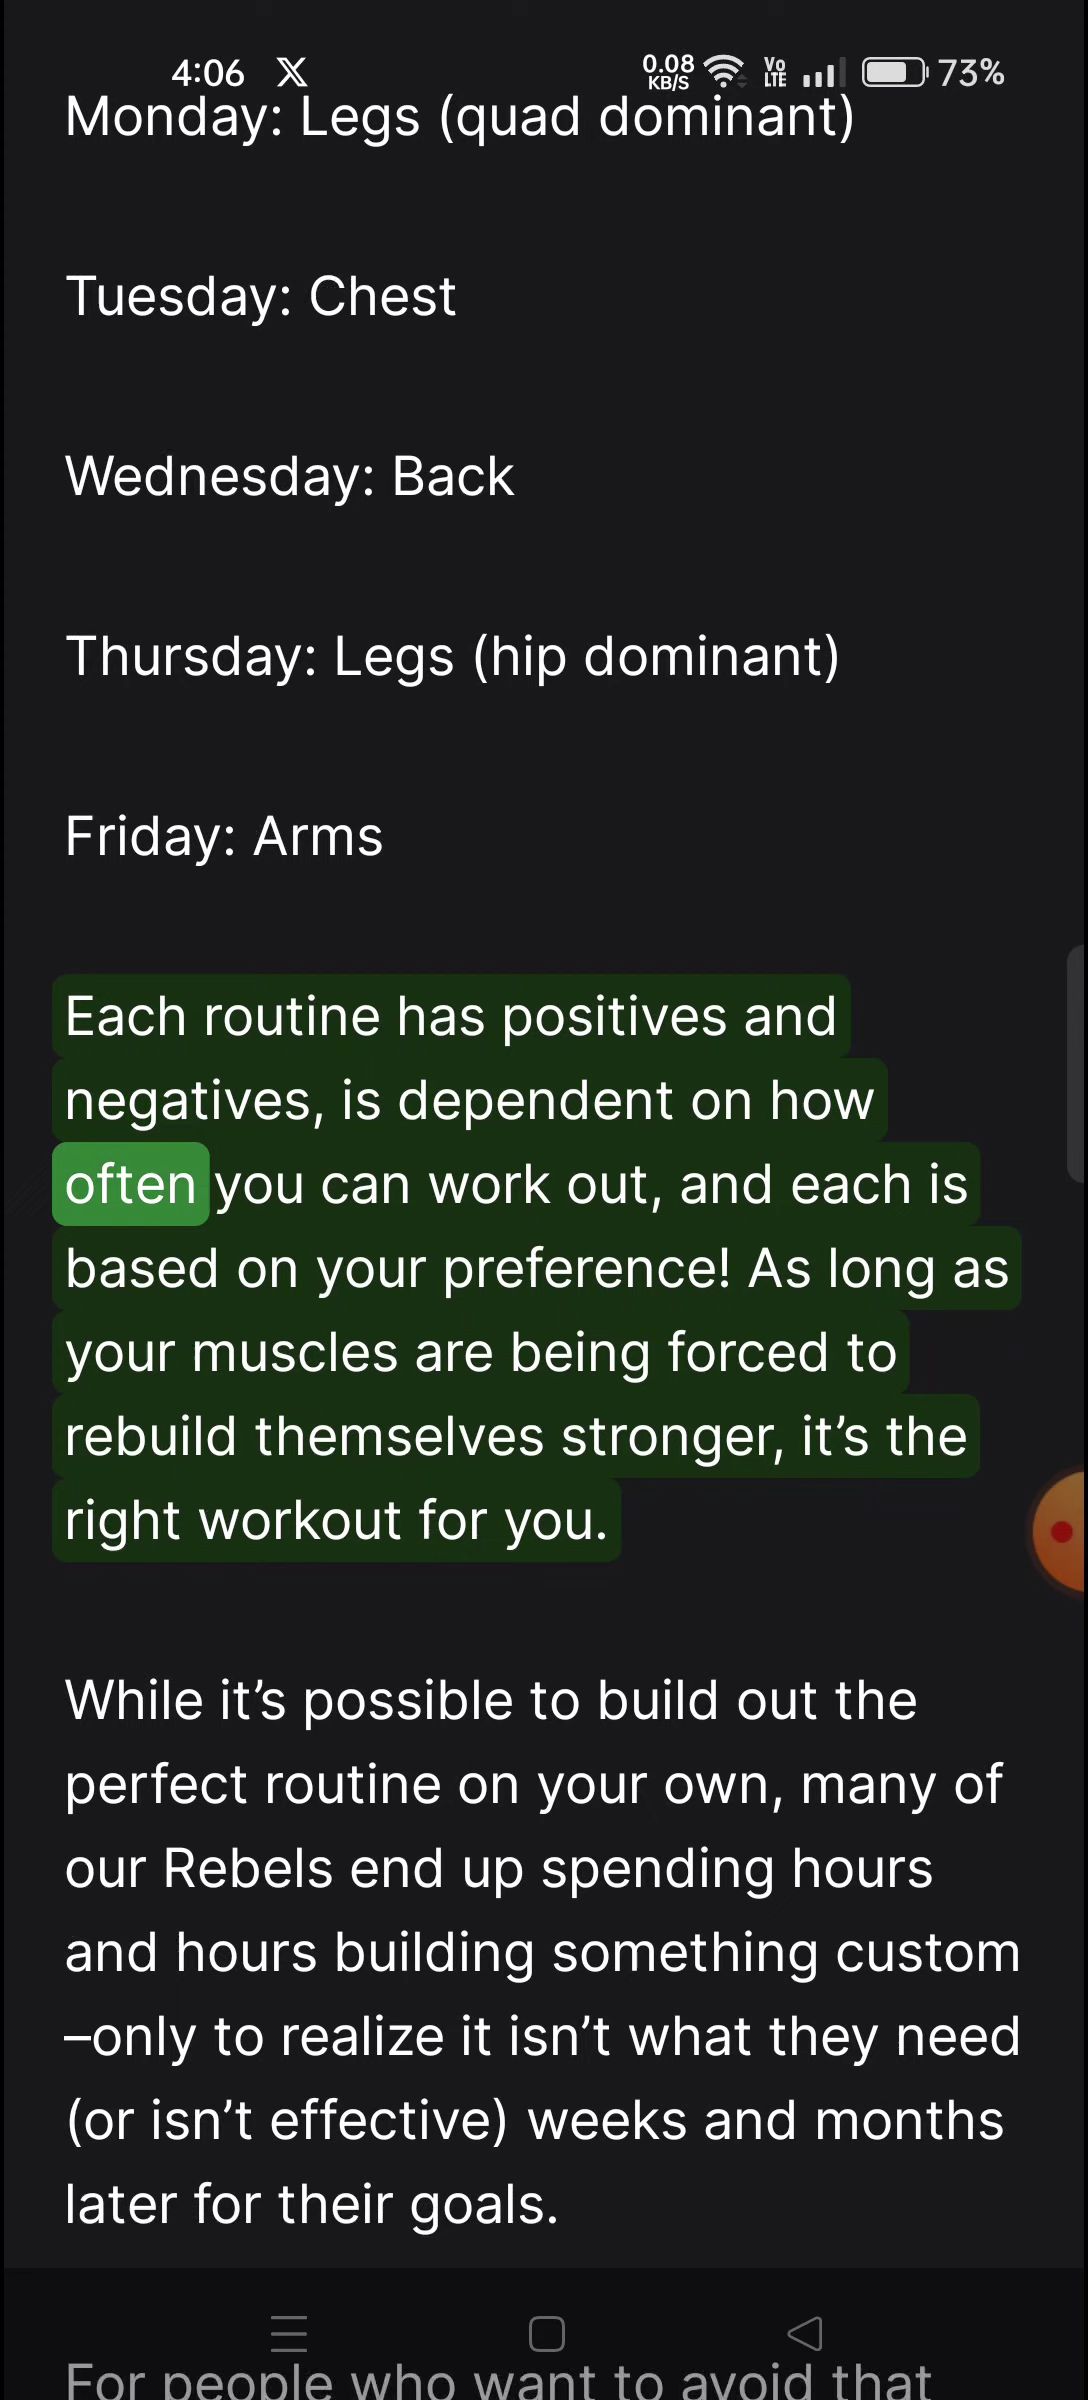 4:06 X 0.08 KB/S Vo LTE 73%
Monday: Legs (quad dominant)
Tuesday: Chest
Wednesday: Back
Thursday: Legs (hip dominant)
Friday: Arms
Each routine has positives and
negatives, is dependent on how
often you can work out, and each is
based on your preference! As long as
your muscles are being forced to
rebuild themselves stronger, it’s the
right workout for you.
While it’s possible to build out the
perfect routine on your own, many of
our Rebels end up spending hours
and hours building something custom
–only to realize it isn’t what they need
(or isn’t effective) weeks and months
later for their goals.
For people who want to avoid that